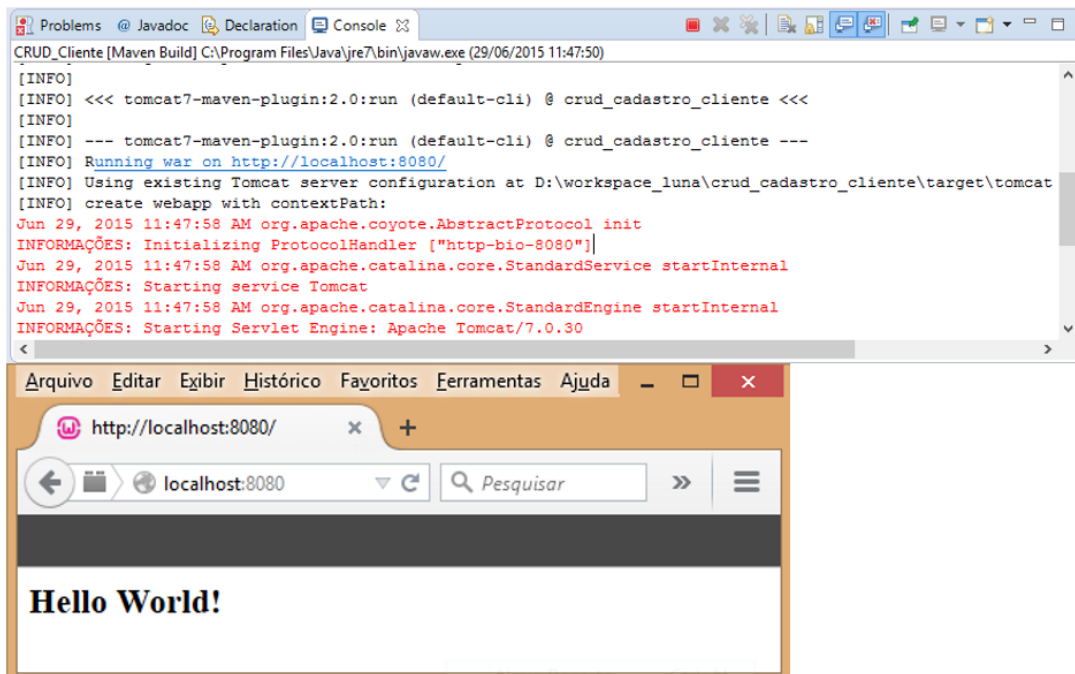 Problems @ Javadoc Declaration Console
CRUD_Cliente [Maven Build] C:\Program Files\Java\jre7\bin\javaw.exe (29/06/2015 11:47:50)
[INFO]
[INFO] <<< tomcat7-maven-plugin:2.0:run (default-cli) @ crud_cadastro_cliente <<<
[INFO]
[INFO] --- tomcat7-maven-plugin:2.0:run (default-cli) @ crud_cadastro_cliente ---
[INFO] Running war on http://localhost:8080/
[INFO] Using existing Tomcat server configuration at D:\workspace_luna\crud_cadastro_cliente\target\tomcat
[INFO] create webapp with contextPath:
Jun 29, 2015 11:47:58 AM org.apache.coyote.AbstractProtocol init
INFORMAÇÕES: Initializing ProtocolHandler ["http-bio-8080"]
Jun 29, 2015 11:47:58 AM org.apache.catalina.core.StandardService startInternal
INFORMAÇÕES: Starting service Tomcat
Jun 29, 2015 11:47:58 AM org.apache.catalina.core.StandardEngine startInternal
INFORMAÇÕES: Starting Servlet Engine: Apache Tomcat/7.0.30
Arquivo Editar Exibir Histórico Favoritos Ferramentas Ajuda
http://localhost:8080/
localhost:8080 Pesquisar
Hello World!